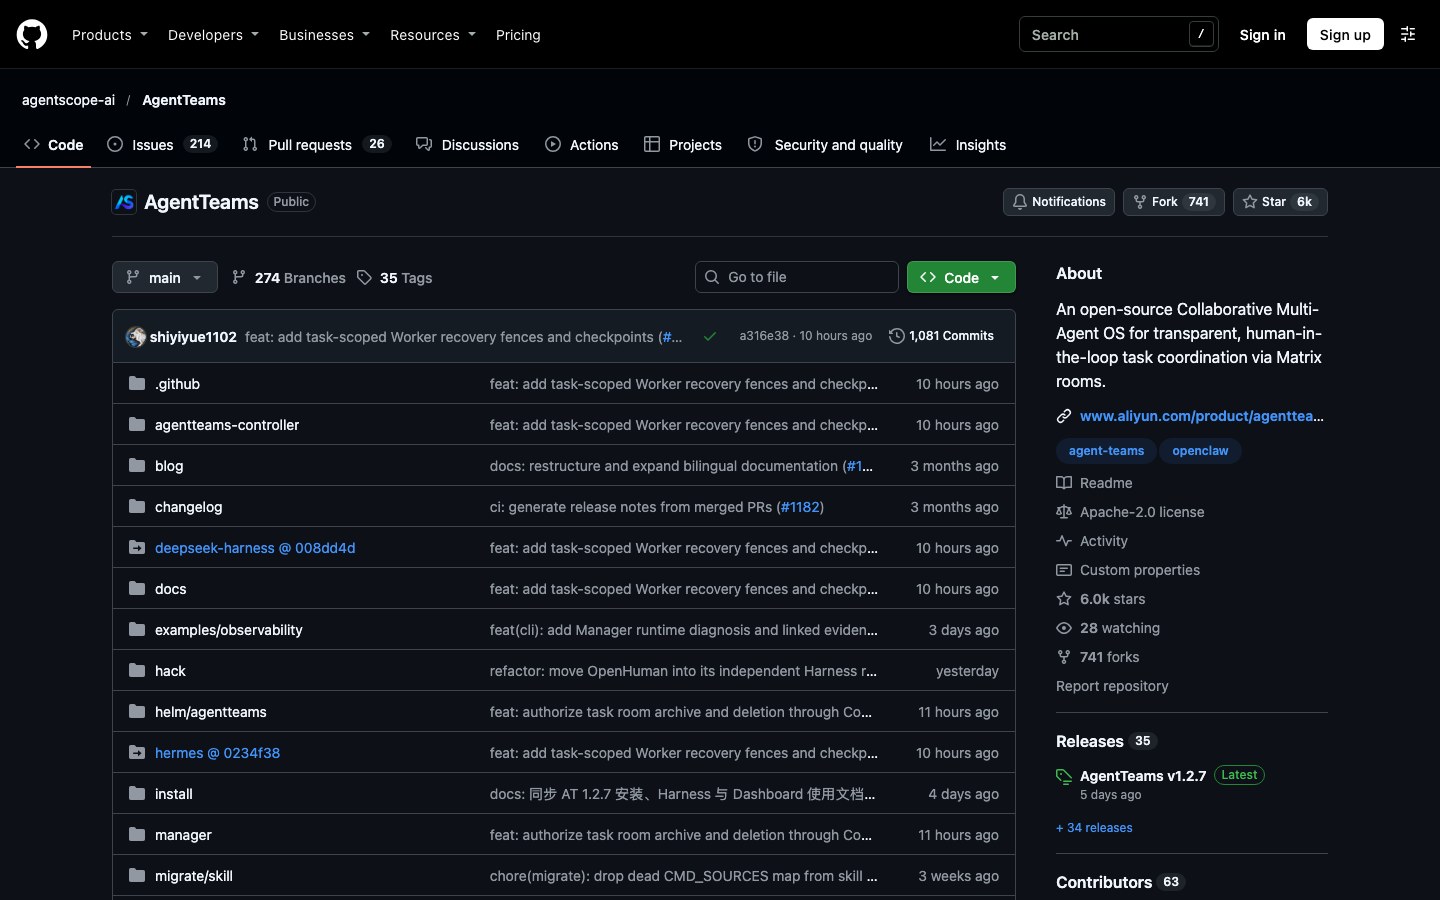 Products Developers Businesses Resources Pricing Search / Sign in Sign up
agentscope-ai / AgentTeams
Code Issues 214 Pull requests 26 Discussions Actions Projects Security and quality Insights
AgentTeams Public Notifications Fork 741 Star 6k
main 274 Branches 35 Tags Go to file Code
shiyiyue1102 feat: add task-scoped Worker recovery fences and checkpoints (#... a316e38 · 10 hours ago 1,081 Commits
.github feat: add task-scoped Worker recovery fences and checkp... 10 hours ago
agentteams-controller feat: add task-scoped Worker recovery fences and checkp... 10 hours ago
blog docs: restructure and expand bilingual documentation (#1... 3 months ago
changelog ci: generate release notes from merged PRs (#1182) 3 months ago
deepseek-harness @ 008dd4d feat: add task-scoped Worker recovery fences and checkp... 10 hours ago
docs feat: add task-scoped Worker recovery fences and checkp... 10 hours ago
examples/observability feat(cli): add Manager runtime diagnosis and linked eviden... 3 days ago
hack refactor: move OpenHuman into its independent Harness r... yesterday
helm/agentteams feat: authorize task room archive and deletion through Co... 11 hours ago
hermes @ 0234f38 feat: add task-scoped Worker recovery fences and checkp... 10 hours ago
install docs: 同步 AT 1.2.7 安装、Harness 与 Dashboard 使用文档... 4 days ago
manager feat: authorize task room archive and deletion through Co... 11 hours ago
migrate/skill chore(migrate): drop dead CMD_SOURCES map from skill ... 3 weeks ago
About
An open-source Collaborative Multi-
Agent OS for transparent, human-in-
the-loop task coordination via Matrix
rooms.
www.aliyun.com/product/agenttea...
agent-teams openclaw
Readme
Apache-2.0 license
Activity
Custom properties
6.0k stars
28 watching
741 forks
Report repository
Releases 35
AgentTeams v1.2.7 Latest
5 days ago
+ 34 releases
Contributors 63